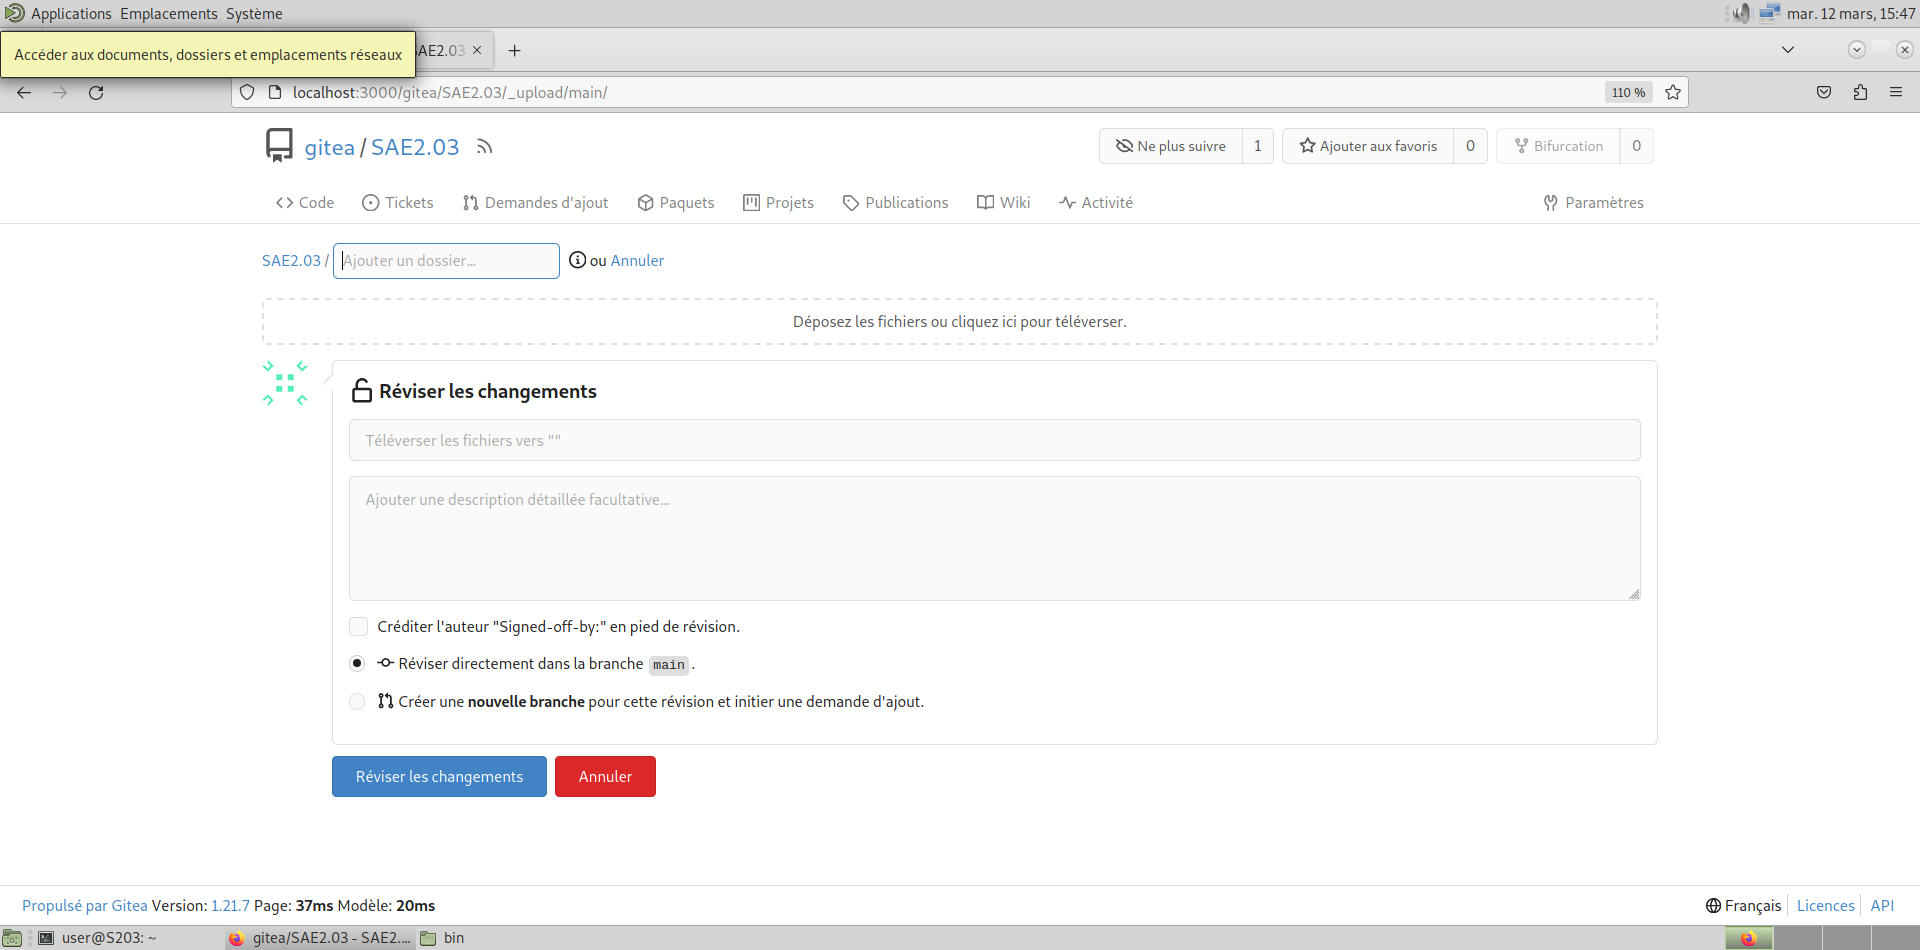 Applications Emplacements Système
mar. 12 mars, 15:47
Accéder aux documents, dossiers et emplacements réseaux
SAE2.03
localhost:3000/gitea/SAE2.03/_upload/main/
110 %
gitea / SAE2.03
Ne plus suivre 1
Ajouter aux favoris 0
Bifurcation 0
Code Tickets Demandes d'ajout Paquets Projets Publications Wiki Activité Paramètres
SAE2.03 / Ajouter un dossier... ou Annuler
Déposez les fichiers ou cliquez ici pour téléverser.
Réviser les changements
Téléverser les fichiers vers ""
Ajouter une description détaillée facultative...
Créditer l'auteur "Signed-off-by:" en pied de révision.
Réviser directement dans la branche main .
Créer une nouvelle branche pour cette révision et initier une demande d'ajout.
Réviser les changements Annuler
Propulsé par Gitea Version: 1.21.7 Page: 37ms Modèle: 20ms
Français Licences API
user@S203: ~
gitea/SAE2.03 - SAE2....
bin